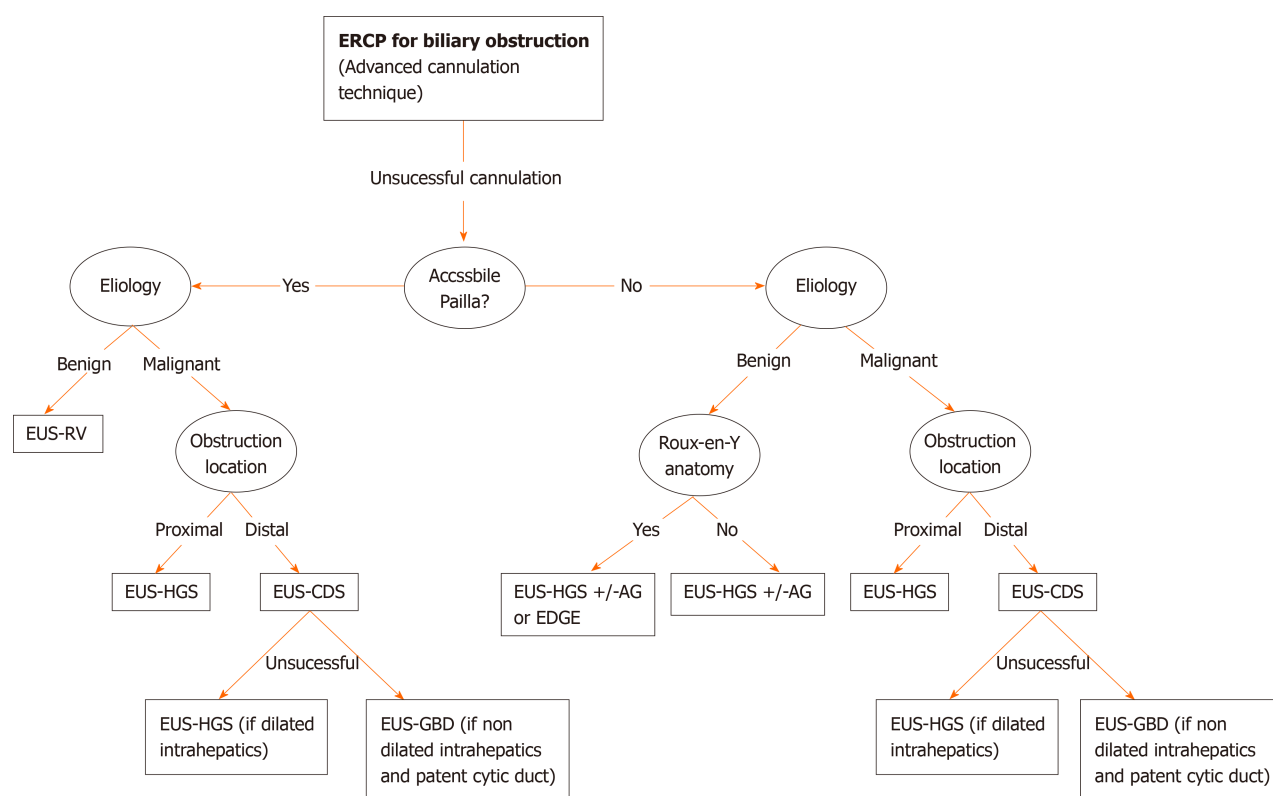 ERCP for biliary obstruction
(Advanced cannulation
technique)
Unsucessful cannulation
Eliology
Yes
Accssbile
Pailla?
No
Eliology
Benign
Malignant
Benign
Malignant
EUS-RV
Obstruction
location
Roux-en-Y
anatomy
Obstruction
location
Proximal
Distal
Yes
No
Proximal
Distal
EUS-HGS
EUS-CDS
EUS-HGS +/-AG
or EDGE
EUS-HGS +/-AG
EUS-HGS
EUS-CDS
Unsucessful
Unsucessful
EUS-HGS (if dilated
intrahepatics)
EUS-GBD (if non
dilated intrahepatics
and patent cytic duct)
EUS-HGS (if dilated
intrahepatics)
EUS-GBD (if non
dilated intrahepatics
and patent cytic duct)